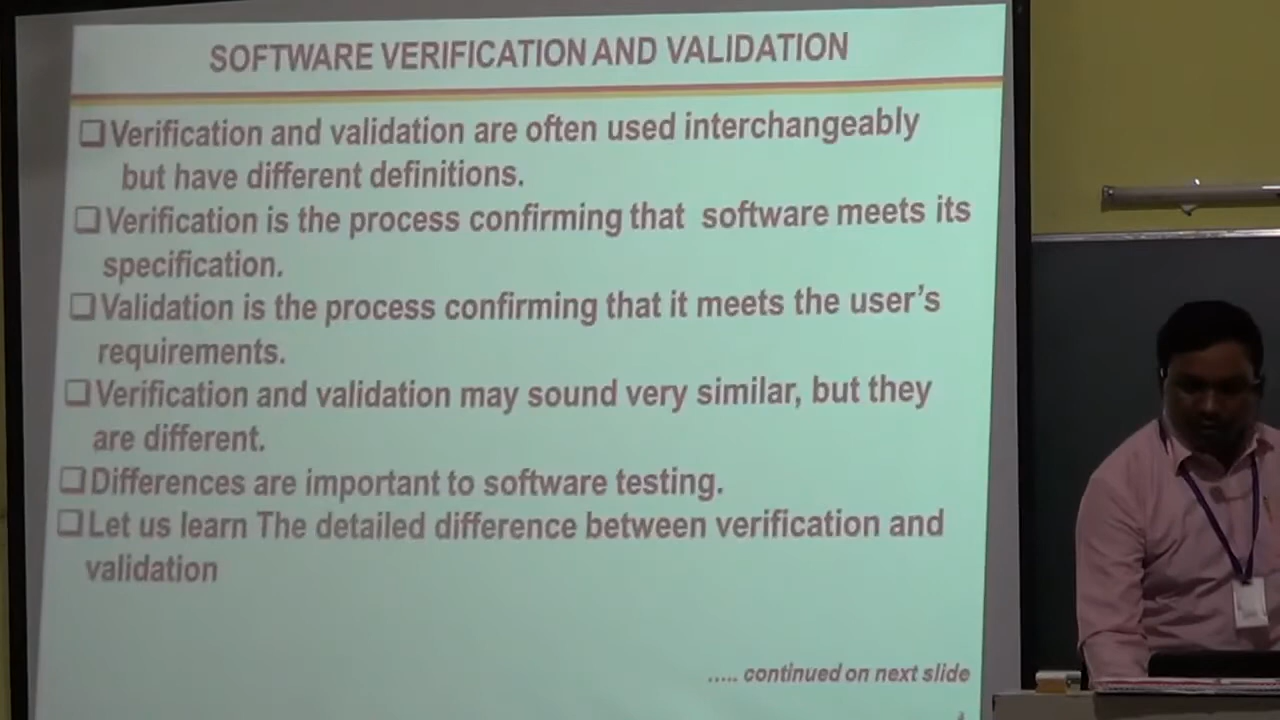 SOFTWARE VERIFICATION AND VALIDATION
❑Verification and validation are often used interchangeably
but have different definitions.
❑Verification is the process confirming that software meets its
specification.
❑Validation is the process confirming that it meets the user’s
requirements.
❑Verification and validation may sound very similar, but they
are different.
❑Differences are important to software testing.
❑Let us learn The detailed difference between verification and
validation
..... continued on next slide